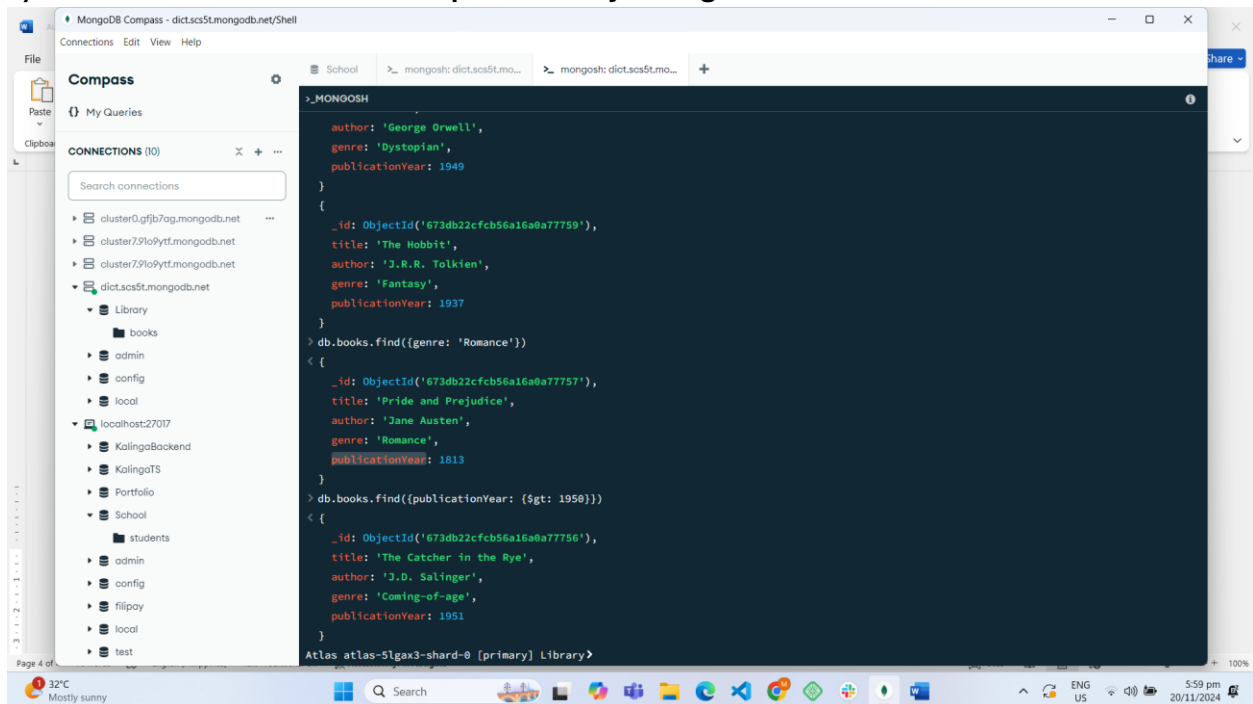 MongoDB Compass - dict.scs5t.mongodb.net/Shell
Connections Edit View Help
File
Share
Paste
Clipboa
Compass
{} My Queries
CONNECTIONS (10)
Search connections
cluster0.gfjb7ag.mongodb.net
cluster7.91o9ytf.mongodb.net
cluster7.91o9ytf.mongodb.net
dict.scs5t.mongodb.net
Library
books
admin
config
local
localhost:27017
KalingaBackend
KalingaTS
Portfolio
School
students
admin
config
filipay
local
test
School >_ mongosh: dict.scs5t.mo... >_ mongosh: dict.scs5t.mo... +
>_MONGOSH
author: 'George Orwell',
genre: 'Dystopian',
publicationYear: 1949
}
{
_id: ObjectId('673db22cfcb56a16a0a77759'),
title: 'The Hobbit',
author: 'J.R.R. Tolkien',
genre: 'Fantasy',
publicationYear: 1937
}
> db.books.find({genre: 'Romance'})
< {
_id: ObjectId('673db22cfcb56a16a0a77757'),
title: 'Pride and Prejudice',
author: 'Jane Austen',
genre: 'Romance',
publicationYear: 1813
}
> db.books.find({publicationYear: {$gt: 1950}})
< {
_id: ObjectId('673db22cfcb56a16a0a77756'),
title: 'The Catcher in the Rye',
author: 'J.D. Salinger',
genre: 'Coming-of-age',
publicationYear: 1951
}
Atlas atlas-5lgax3-shard-0 [primary] Library>
Page 4 of
100%
32°C
Mostly sunny
Search
ENG
US
5:59 pm
20/11/2024